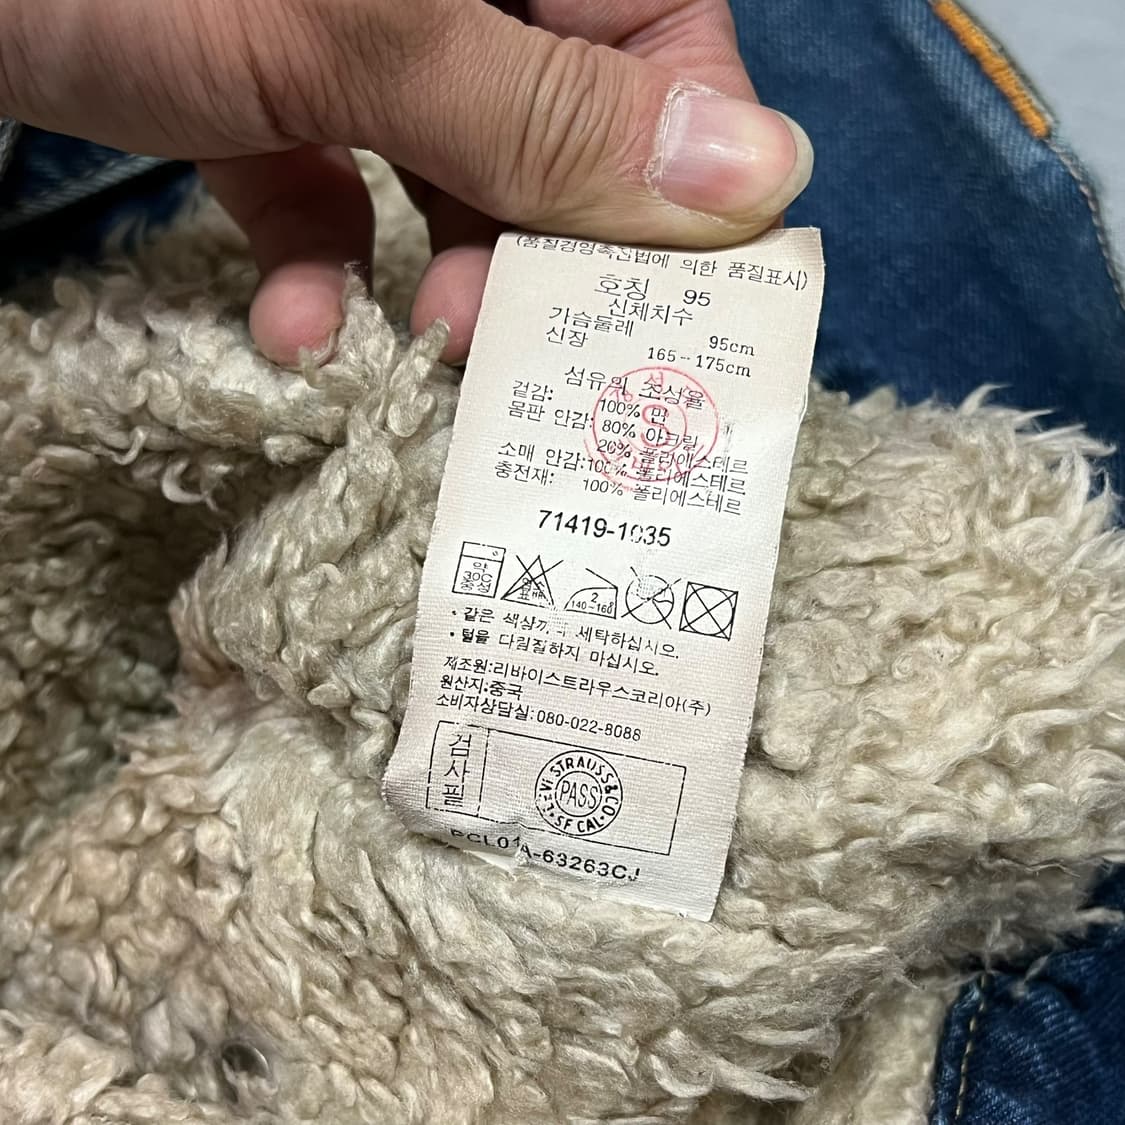 (품질경영촉진법에 의한 품질표시)
호칭 95
신체치수
가슴둘레 95cm
신장 165--175cm
섬유의 조성율
겉감: 100% 면
몸판 안감: 80% 아크릴
20% 폴리에스테르
소매 안감:100% 폴리에스테르
충전재: 100% 폴리에스테르
71419-1035
약
30C
중성
염소
표백
2
140-160
· 같은 색상끼리 세탁하십시오.
· 털을 다림질하지 마십시오.
제조원:리바이스트라우스코리아(주)
원산지:중국
소비자상담실:080-022-8088
검
사
필
LEVI STRAUSS & CO
PASS
SF CAL
PCL01A-63263CJ